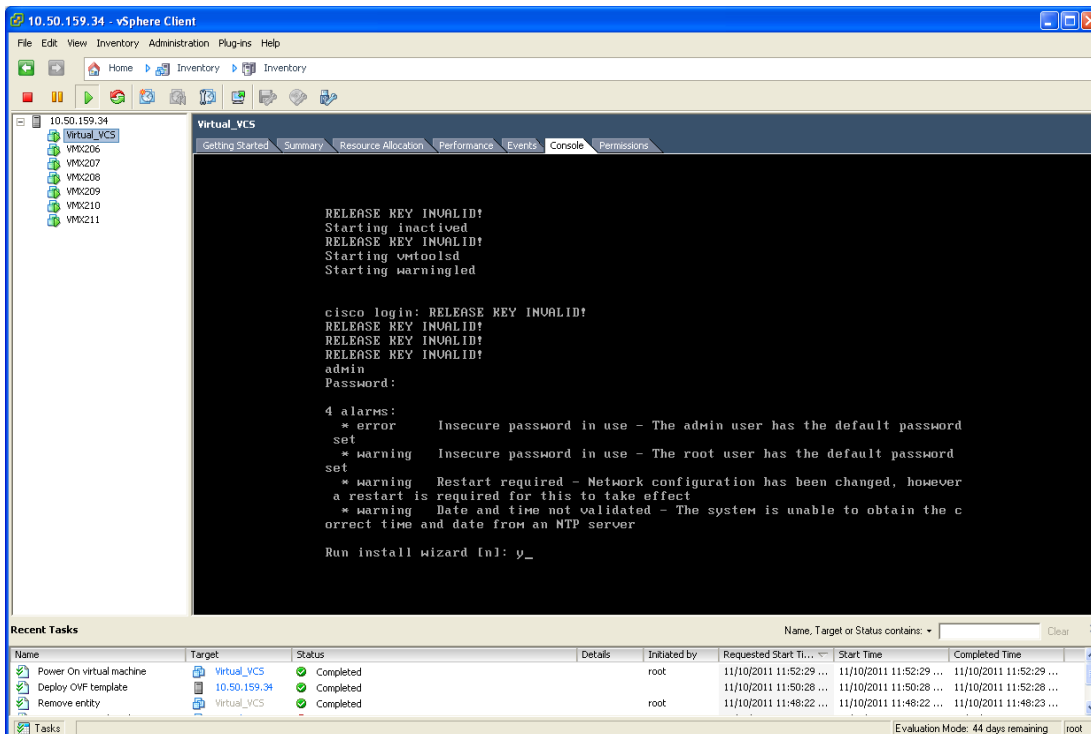 10.50.159.34 - vSphere Client
File Edit View Inventory Administration Plug-ins Help
Home Inventory Inventory
10.50.159.34
Virtual_VCS
VMX206
VMX207
VMX208
VMX209
VMX210
VMX211
Virtual_VCS
Getting Started Summary Resource Allocation Performance Events Console Permissions
RELEASE KEY INVALID!
Starting inactived
RELEASE KEY INVALID!
Starting vmtoolsd
Starting warningled
cisco login: RELEASE KEY INVALID!
RELEASE KEY INVALID!
RELEASE KEY INVALID!
RELEASE KEY INVALID!
admin
Password:
4 alarms:
* error Insecure password in use - The admin user has the default password
set
* warning Insecure password in use - The root user has the default password
set
* warning Restart required - Network configuration has been changed, however
a restart is required for this to take effect
* warning Date and time not validated - The system is unable to obtain the c
orrect time and date from an NTP server
Run install wizard [n]: y_
Recent Tasks
Name, Target or Status contains: Clear
Name Target Status Details Initiated by Requested Start Ti... Start Time Completed Time
Power On virtual machine Virtual_VCS Completed root 11/10/2011 11:52:29 ... 11/10/2011 11:52:29 ... 11/10/2011 11:52:29 ...
Deploy OVF template 10.50.159.34 Completed 11/10/2011 11:50:28 ... 11/10/2011 11:50:28 ... 11/10/2011 11:52:28 ...
Remove entity Virtual_VCS Completed root 11/10/2011 11:48:22 ... 11/10/2011 11:48:22 ... 11/10/2011 11:48:23 ...
Tasks Evaluation Mode: 44 days remaining root